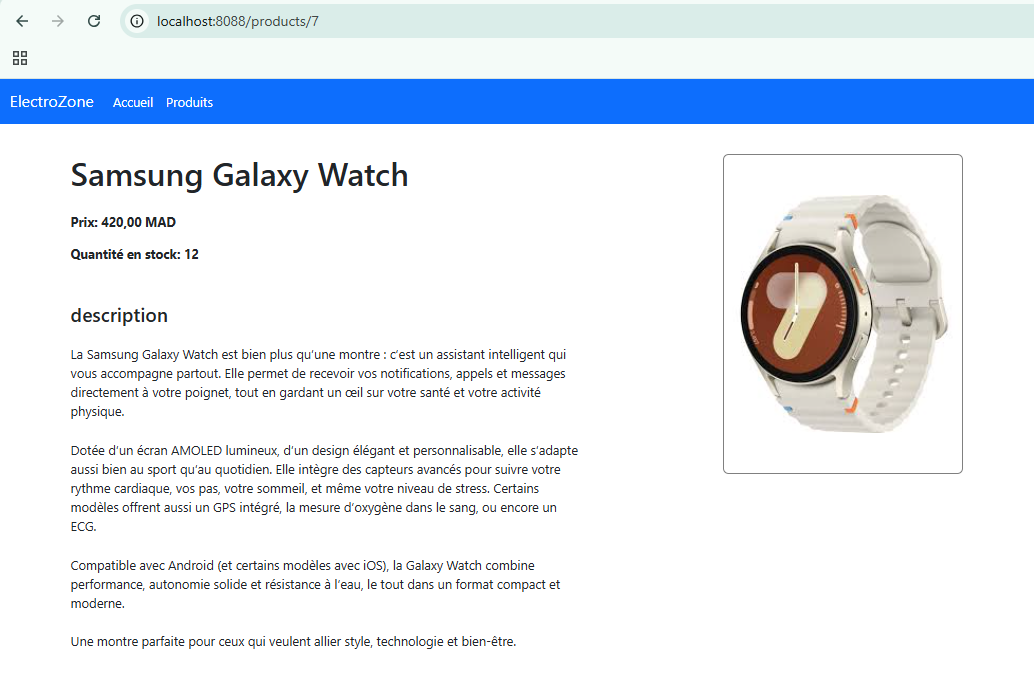 localhost:8088/products/7
ElectroZone Accueil Produits
Samsung Galaxy Watch
Prix: 420,00 MAD
Quantité en stock: 12
description
La Samsung Galaxy Watch est bien plus qu’une montre : c’est un assistant intelligent qui
vous accompagne partout. Elle permet de recevoir vos notifications, appels et messages
directement à votre poignet, tout en gardant un œil sur votre santé et votre activité
physique.
Dotée d’un écran AMOLED lumineux, d’un design élégant et personnalisable, elle s’adapte
aussi bien au sport qu’au quotidien. Elle intègre des capteurs avancés pour suivre votre
rythme cardiaque, vos pas, votre sommeil, et même votre niveau de stress. Certains
modèles offrent aussi un GPS intégré, la mesure d’oxygène dans le sang, ou encore un
ECG.
Compatible avec Android (et certains modèles avec iOS), la Galaxy Watch combine
performance, autonomie solide et résistance à l’eau, le tout dans un format compact et
moderne.
Une montre parfaite pour ceux qui veulent allier style, technologie et bien-être.
7